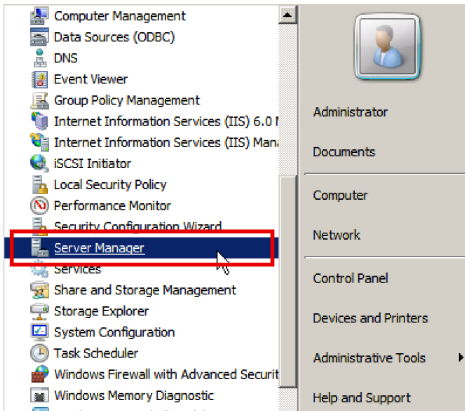 Computer Management
Data Sources (ODBC)
DNS
Event Viewer
Group Policy Management
Internet Information Services (IIS) 6.0
Internet Information Services (IIS)
iSCSI Initiator
Local Security Policy
Performance Monitor
Security Configuration Wizard
Server Manager
Services
Share and Storage Management
Storage Explorer
System Configuration
Task Scheduler
Windows Firewall with Advanced
Windows Memory Diagnostic
Administrator
Documents
Computer
Network
Control Panel
Devices and Printers
Administrative Tools
Help and Support